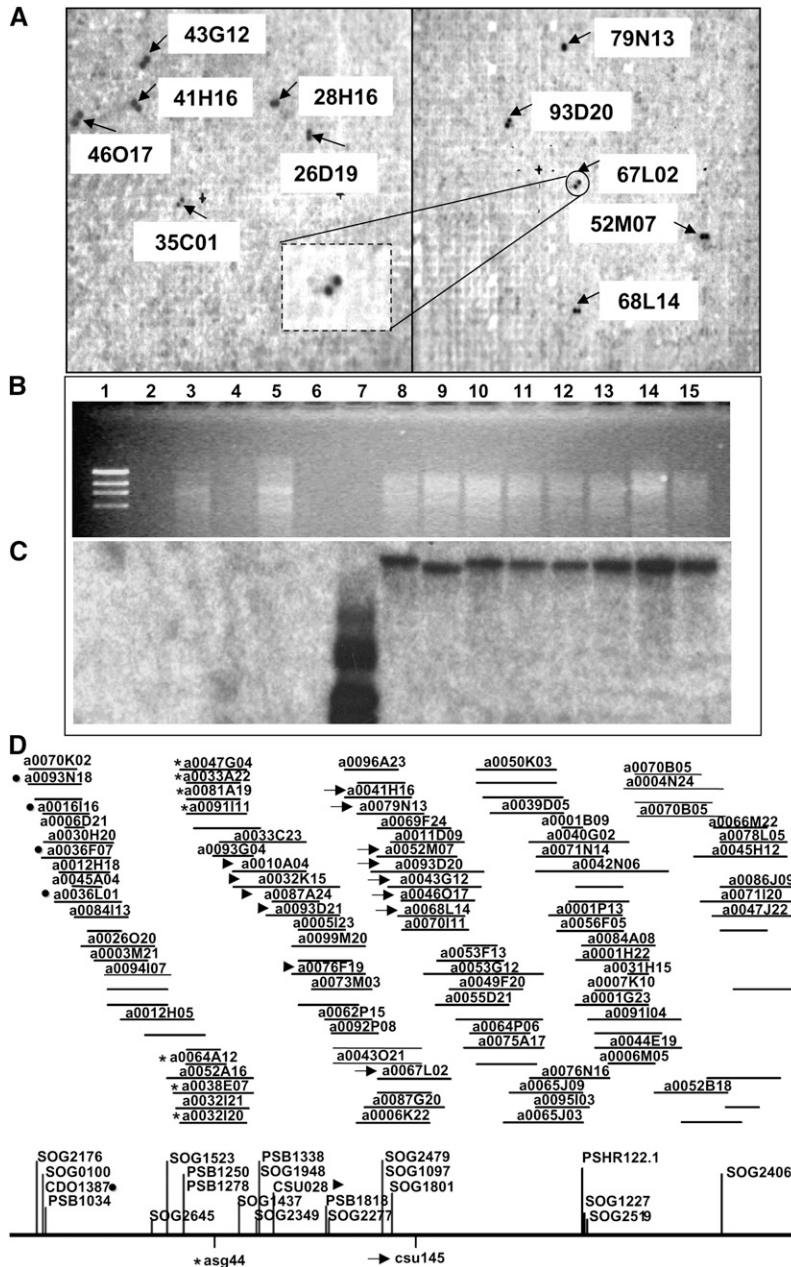 A
43G12
41H16
46O17
28H16
26D19
35C01
79N13
93D20
67L02
52M07
68L14
B
1 2 3 4 5 6 7 8 9 10 11 12 13 14 15
C
D
a0070K02
● a0093N18
● a0016I16
a0006D21
a0030H20
● a0036F07
a0012H18
a0045A04
● a0036L01
a0084I13
a0026O20
a0003M21
a0094I07
a0012H05
* a0064A12
a0052A16
* a0038E07
a0032I21
* a0032I20
* a0047G04
* a0033A22
* a0081A19
* a0091I11
a0033C23
a0093G04
a0010A04
a0032K15
a0087A24
a0093D21
a0005I23
a0099M20
a0076F19
a0073M03
a0062P15
a0092P08
a0043O21
a0067L02
a0087G20
a0006K22
a0096A23
a0041H16
a0079N13
a0069F24
a0011D09
a0052M07
a0093D20
a0043G12
a0046O17
a0068L14
a0070I11
a0053F13
a0053G12
a0049F20
a0055D21
a0064P06
a0075A17
a0050K03
a0039D05
a0001B09
a0040G02
a0071N14
a0042N06
a0001P13
a0056F05
a0084A08
a0001H22
a0031H15
a0007K10
a0001G23
a0091I04
a0044E19
a0006M05
a0076N16
a0065J09
a0095I03
a0065J03
a0052B18
a0070B05
a0004N24
a0070B05
a0066M22
a0078L05
a0045H12
a0086J09
a0071I20
a0047J22
SOG2176
SOG0100
CDO1387●
PSB1034
SOG2645
SOG1523
PSB1250
PSB1278
SOG1437
PSB1338
SOG1948
CSU028
SOG2349
PSB1818
SOG2277
SOG2479
SOG1097
SOG1801
PSHR122.1
SOG1227
SOG2519
SOG2406
* asg44
csu145